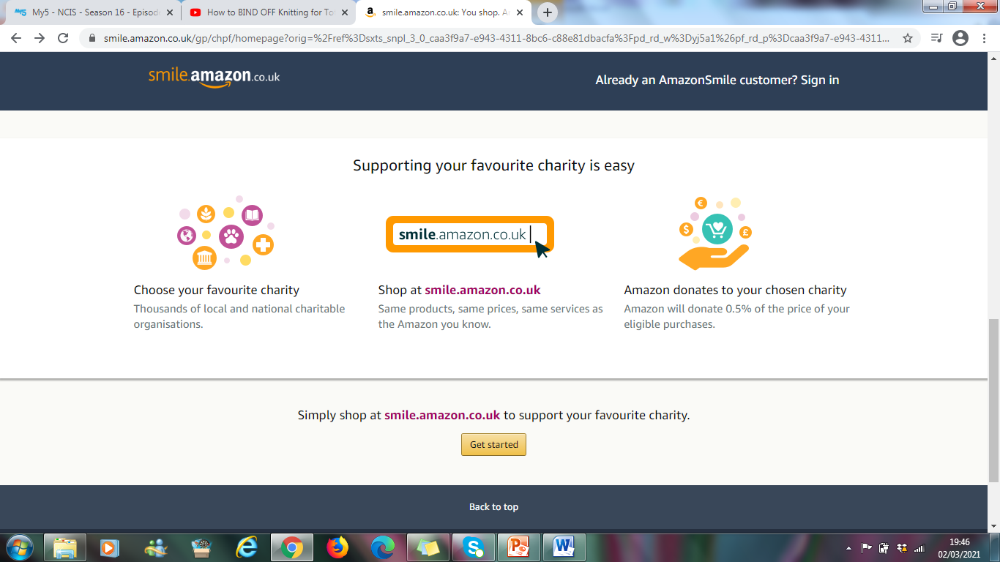 My5 - NCIS - Season 16 - Episod
How to BIND OFF Knitting for Tot
smile.amazon.co.uk: You shop. A
smile.amazon.co.uk/gp/chpf/homepage?orig=%2Fref%3Dsxts_snpl_3_0_caa3f9a7-e943-4311-8bc6-c88e81dbacfa%3Fpd_rd_w%3Dyj5a1%26pf_rd_p%3Dcaa3f9a7-e943-4311...
smile.amazon.co.uk
Already an AmazonSmile customer? Sign in
Supporting your favourite charity is easy
smile.amazon.co.uk
Choose your favourite charity
Thousands of local and national charitable
organisations.
Shop at smile.amazon.co.uk
Same products, same prices, same services as
the Amazon you know.
Amazon donates to your chosen charity
Amazon will donate 0.5% of the price of your
eligible purchases.
Simply shop at smile.amazon.co.uk to support your favourite charity.
Get started
Back to top
19:46
02/03/2021